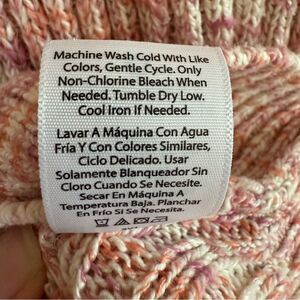 Machine Wash Cold With Like
Colors, Gentle Cycle. Only
Non-Chlorine Bleach When
Needed. Tumble Dry Low.
Cool Iron If Needed.
Lavar A Máquina Con Agua
Fría Y Con Colores Similares,
Ciclo Delicado. Usar
Solamente Blanqueador Sin
Cloro Cuando Se Necesite.
Secar En Máquina A
Temperatura Baja. Planchar
En Frío Si Se Necesita.